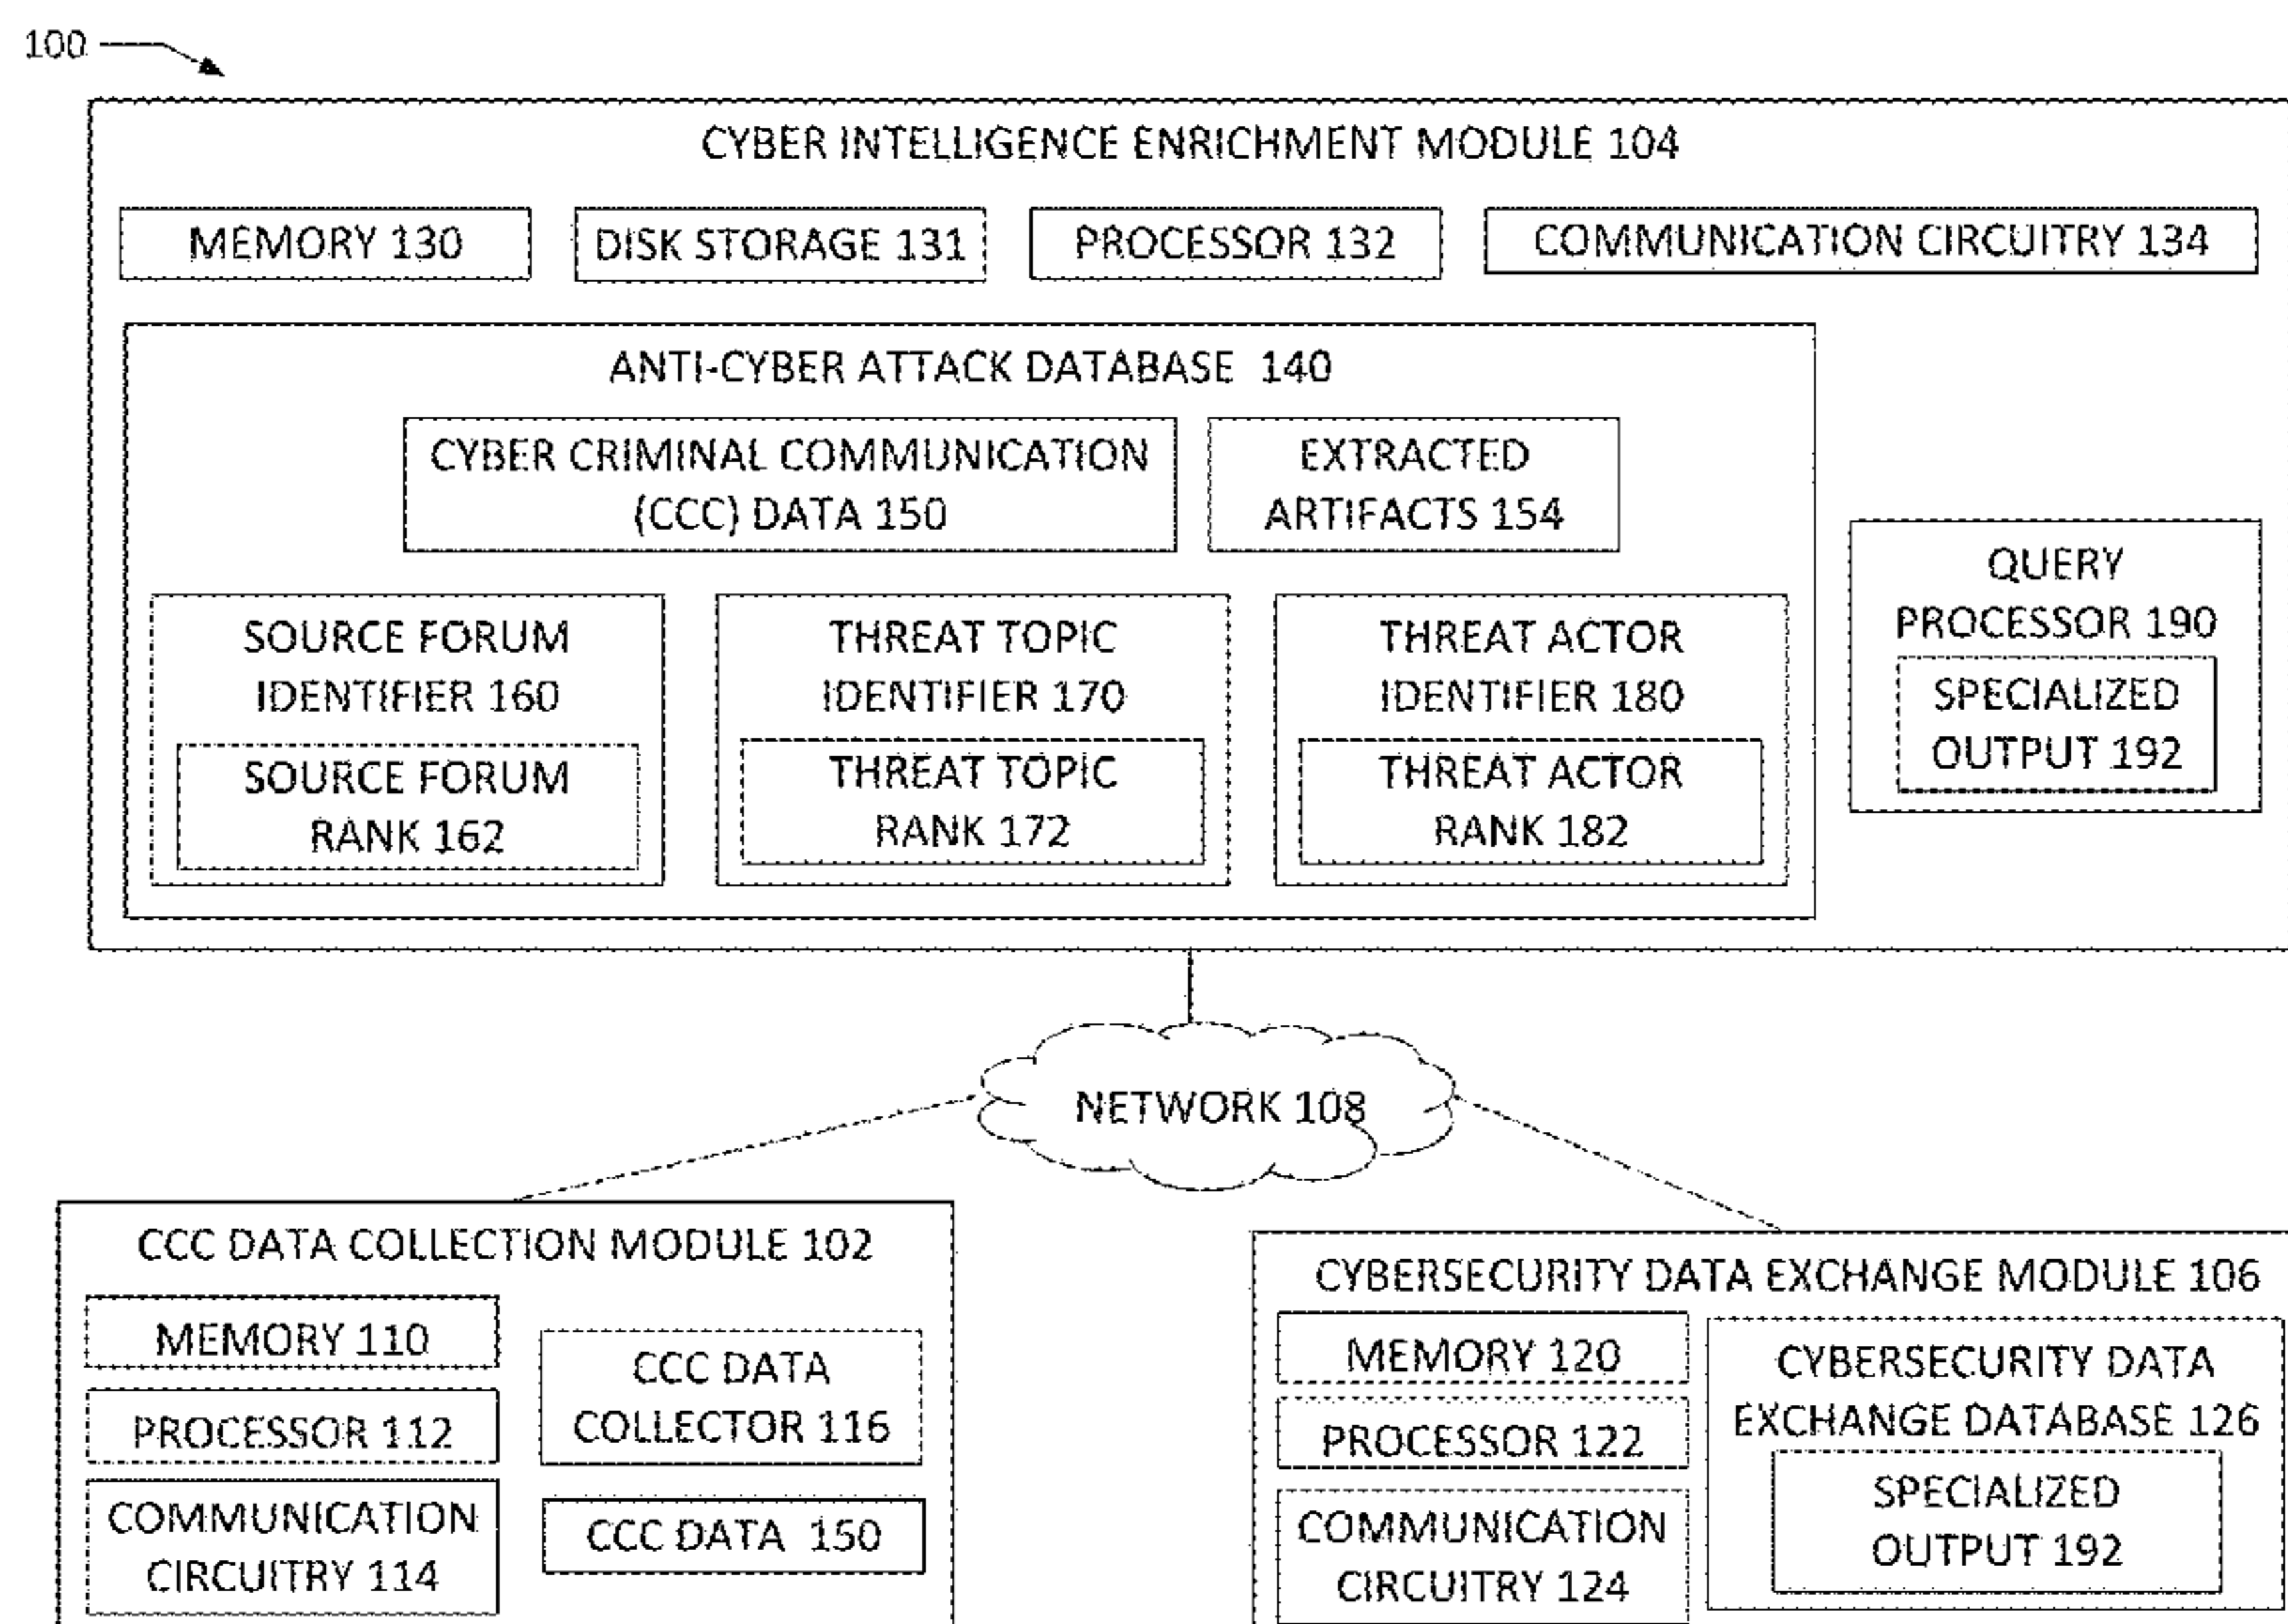 100
CYBER INTELLIGENCE ENRICHMENT MODULE 104
MEMORY 130
DISK STORAGE 131
PROCESSOR 132
COMMUNICATION CIRCUITRY 134
ANTI-CYBER ATTACK DATABASE 140
CYBER CRIMINAL COMMUNICATION
(CCC) DATA 150
EXTRACTED
ARTIFACTS 154
SOURCE FORUM
IDENTIFIER 160
SOURCE FORUM
RANK 162
THREAT TOPIC
IDENTIFIER 170
THREAT TOPIC
RANK 172
THREAT ACTOR
IDENTIFIER 180
THREAT ACTOR
RANK 182
QUERY
PROCESSOR 190
SPECIALIZED
OUTPUT 192
NETWORK 108
CCC DATA COLLECTION MODULE 102
MEMORY 110
PROCESSOR 112
COMMUNICATION
CIRCUITRY 114
CCC DATA
COLLECTOR 116
CCC DATA 150
CYBERSECURITY DATA EXCHANGE MODULE 106
MEMORY 120
PROCESSOR 122
COMMUNICATION
CIRCUITRY 124
CYBERSECURITY DATA
EXCHANGE DATABASE 126
SPECIALIZED
OUTPUT 192